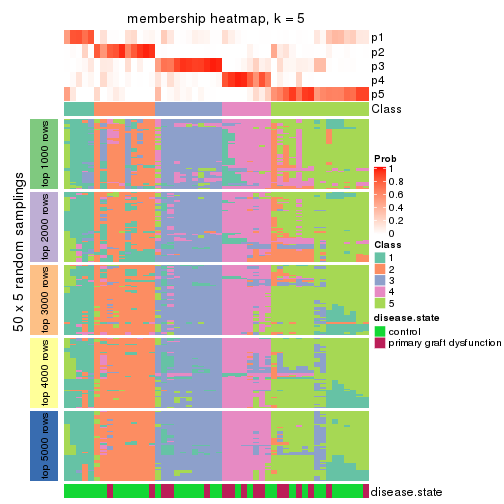 membership heatmap, k = 5
p1
p2
p3
p4
p5
Class
50 x 5 random samplings
top 1000 rows
top 2000 rows
top 3000 rows
top 4000 rows
top 5000 rows
disease.state
Prob
1
0.8
0.6
0.4
0.2
0
Class
1
2
3
4
5
disease.state
control
primary graft dysfunction